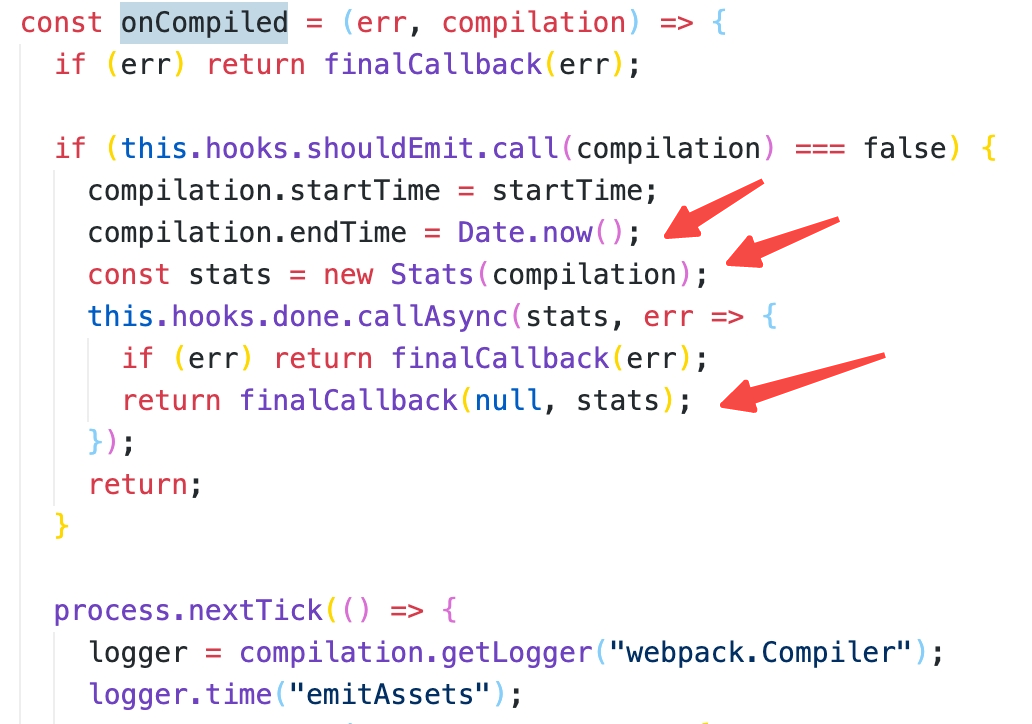 const onCompiled = (err, compilation) => {
if (err) return finalCallback(err);
if (this.hooks.shouldEmit.call(compilation) === false) {
compilation.startTime = startTime;
compilation.endTime = Date.now();
const stats = new Stats(compilation);
this.hooks.done.callAsync(stats, err => {
if (err) return finalCallback(err);
return finalCallback(null, stats);
});
return;
}
process.nextTick(() => {
logger = compilation.getLogger("webpack.Compiler");
logger.time("emitAssets");